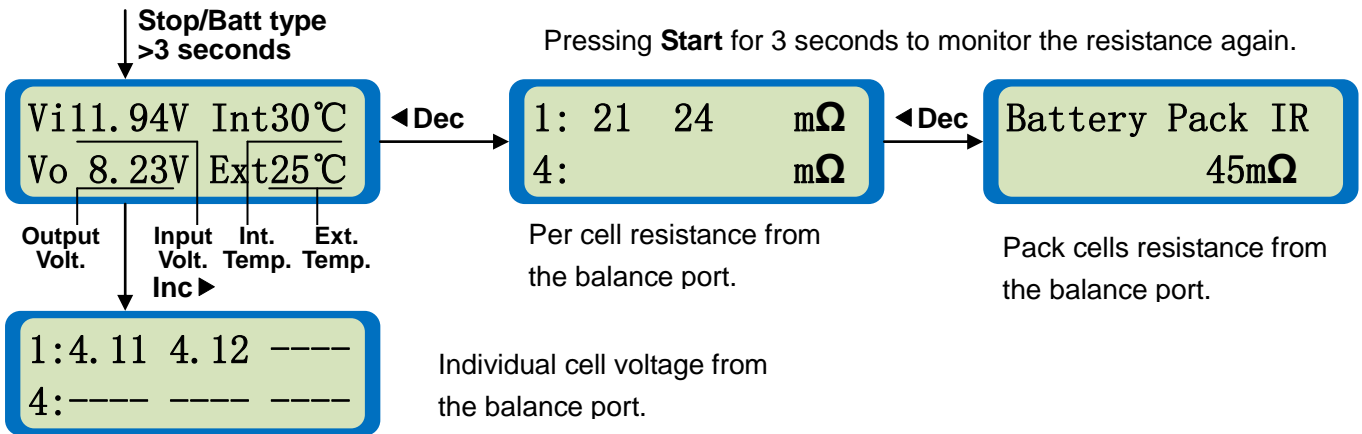 Stop/Batt type
>3 seconds
Pressing Start for 3 seconds to monitor the resistance again.
Vi11.94V Int30℃
Vo 8.23V Ext25℃
◀Dec
1: 21 24 mΩ
4: mΩ
◀Dec
Battery Pack IR
45mΩ
Output Volt.
Input Volt.
Int. Temp.
Ext. Temp.
Inc▶
Per cell resistance from
the balance port.
Pack cells resistance from
the balance port.
1:4.11 4.12 ----
4:---- ---- ----
Individual cell voltage from
the balance port.